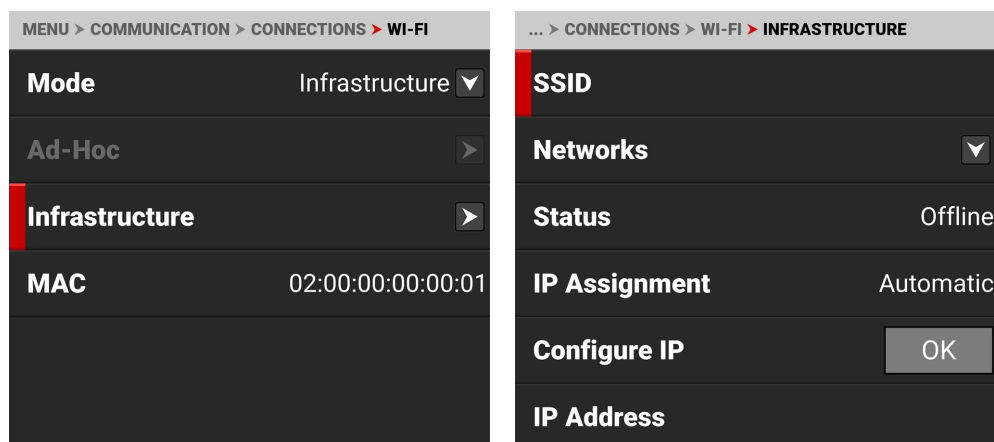 MENU > COMMUNICATION > CONNECTIONS > WI-FI
Mode Infrastructure
Ad-Hoc
Infrastructure
MAC 02:00:00:00:00:01
... > CONNECTIONS > WI-FI > INFRASTRUCTURE
SSID
Networks
Status Offline
IP Assignment Automatic
Configure IP OK
IP Address